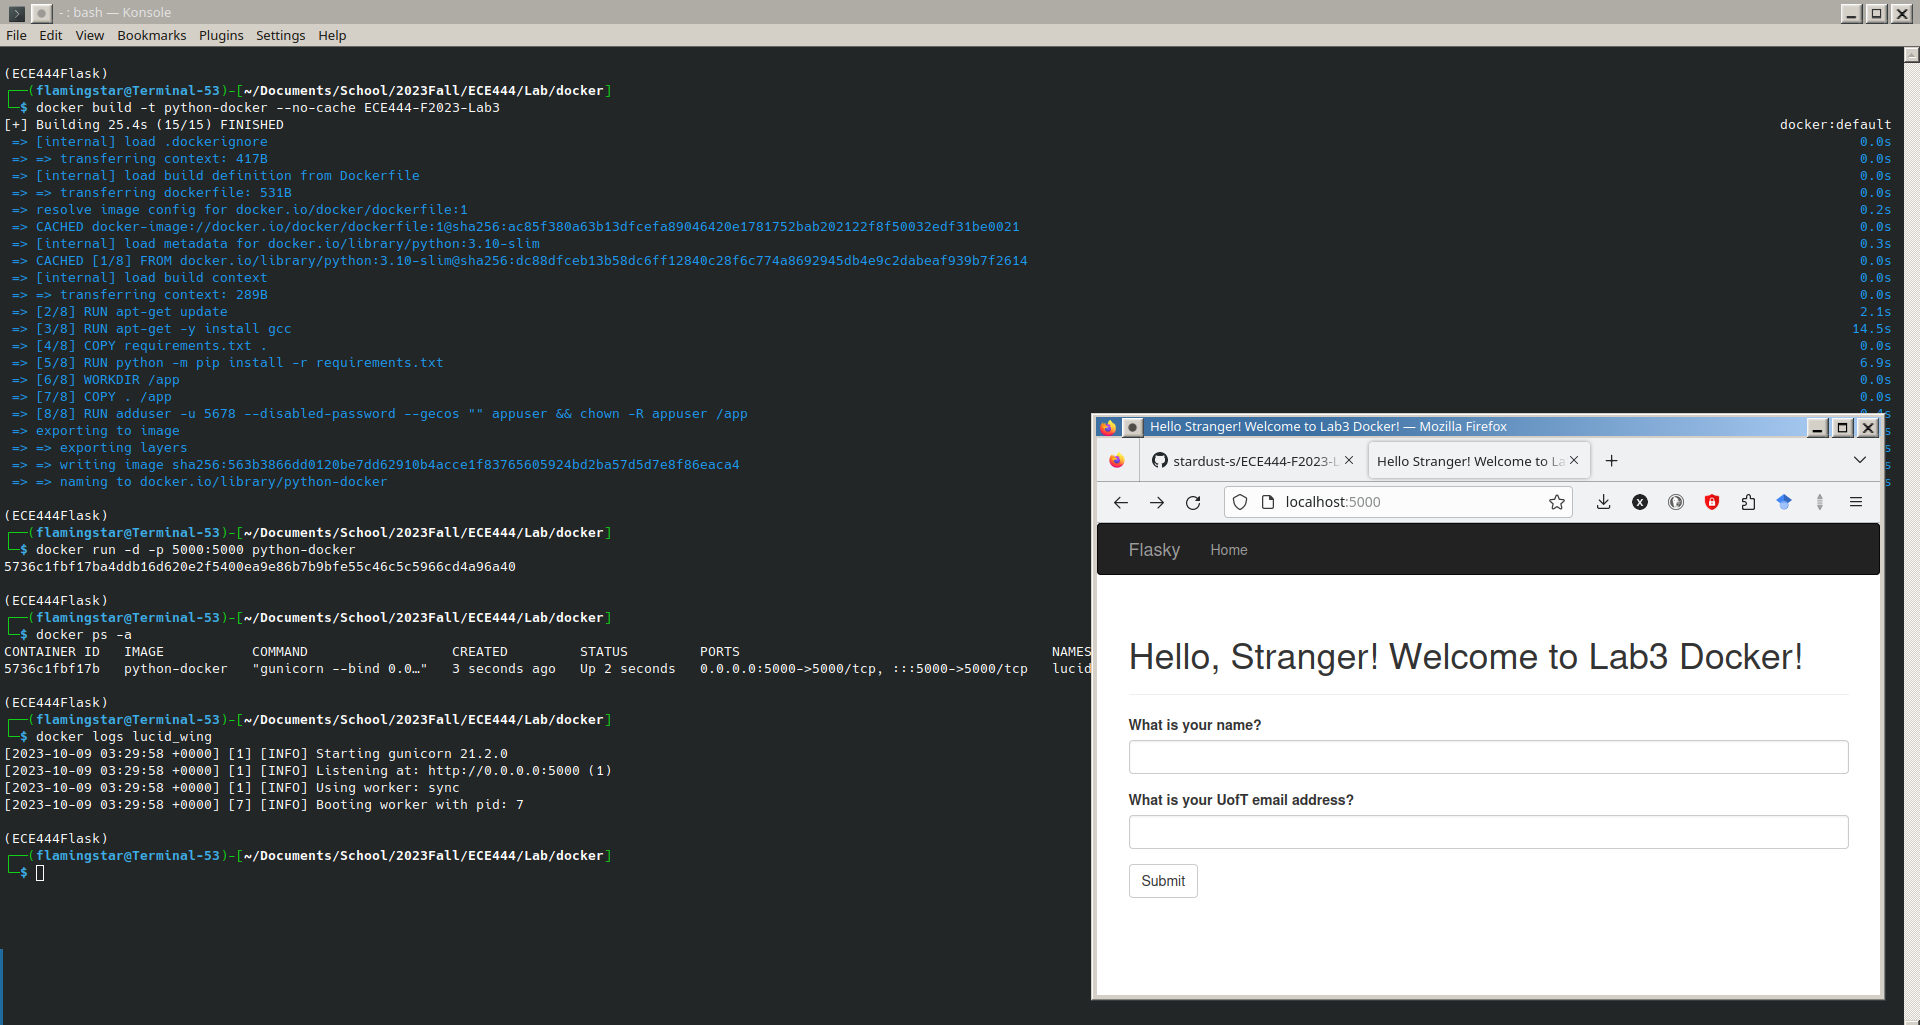 - : bash — Konsole
File Edit View Bookmarks Plugins Settings Help
(ECE444Flask)
(flamingstar@Terminal-53)-[~/Documents/School/2023Fall/ECE444/Lab/docker]
$ docker build -t python-docker --no-cache ECE444-F2023-Lab3
[+] Building 25.4s (15/15) FINISHED docker:default
=> [internal] load .dockerignore 0.0s
=> => transferring context: 417B 0.0s
=> [internal] load build definition from Dockerfile 0.0s
=> => transferring dockerfile: 531B 0.0s
=> resolve image config for docker.io/docker/dockerfile:1 0.2s
=> CACHED docker-image://docker.io/docker/dockerfile:1@sha256:ac85f380a63b13dfcefa89046420e1781752bab202122f8f50032edf31be0021 0.0s
=> [internal] load metadata for docker.io/library/python:3.10-slim 0.3s
=> CACHED [1/8] FROM docker.io/library/python:3.10-slim@sha256:dc88dfceb13b58dc6ff12840c28f6c774a8692945db4e9c2dabeaf939b7f2614 0.0s
=> [internal] load build context 0.0s
=> => transferring context: 289B 0.0s
=> [2/8] RUN apt-get update 2.1s
=> [3/8] RUN apt-get -y install gcc 14.5s
=> [4/8] COPY requirements.txt . 0.0s
=> [5/8] RUN python -m pip install -r requirements.txt 6.9s
=> [6/8] WORKDIR /app 0.0s
=> [7/8] COPY . /app 0.0s
=> [8/8] RUN adduser -u 5678 --disabled-password --gecos "" appuser && chown -R appuser /app
=> exporting to image
=> => exporting layers
=> => writing image sha256:563b3866dd0120be7dd62910b4acce1f83765605924bd2ba57d5d7e8f86eaca4
=> => naming to docker.io/library/python-docker
(ECE444Flask)
(flamingstar@Terminal-53)-[~/Documents/School/2023Fall/ECE444/Lab/docker]
$ docker run -d -p 5000:5000 python-docker
5736c1fbf17ba4ddb16d620e2f5400ea9e86b7b9bfe55c46c5c5966cd4a96a40
(ECE444Flask)
(flamingstar@Terminal-53)-[~/Documents/School/2023Fall/ECE444/Lab/docker]
$ docker ps -a
CONTAINER ID IMAGE COMMAND CREATED STATUS PORTS NAMES
5736c1fbf17b python-docker "gunicorn --bind 0.0…" 3 seconds ago Up 2 seconds 0.0.0.0:5000->5000/tcp, :::5000->5000/tcp lucid
(ECE444Flask)
(flamingstar@Terminal-53)-[~/Documents/School/2023Fall/ECE444/Lab/docker]
$ docker logs lucid_wing
[2023-10-09 03:29:58 +0000] [1] [INFO] Starting gunicorn 21.2.0
[2023-10-09 03:29:58 +0000] [1] [INFO] Listening at: http://0.0.0.0:5000 (1)
[2023-10-09 03:29:58 +0000] [1] [INFO] Using worker: sync
[2023-10-09 03:29:58 +0000] [7] [INFO] Booting worker with pid: 7
(ECE444Flask)
(flamingstar@Terminal-53)-[~/Documents/School/2023Fall/ECE444/Lab/docker]
$
Hello Stranger! Welcome to Lab3 Docker! — Mozilla Firefox
stardust-s/ECE444-F2023-L Hello Stranger! Welcome to La
localhost:5000
Flasky Home
Hello, Stranger! Welcome to Lab3 Docker!
What is your name?
What is your UofT email address?
Submit